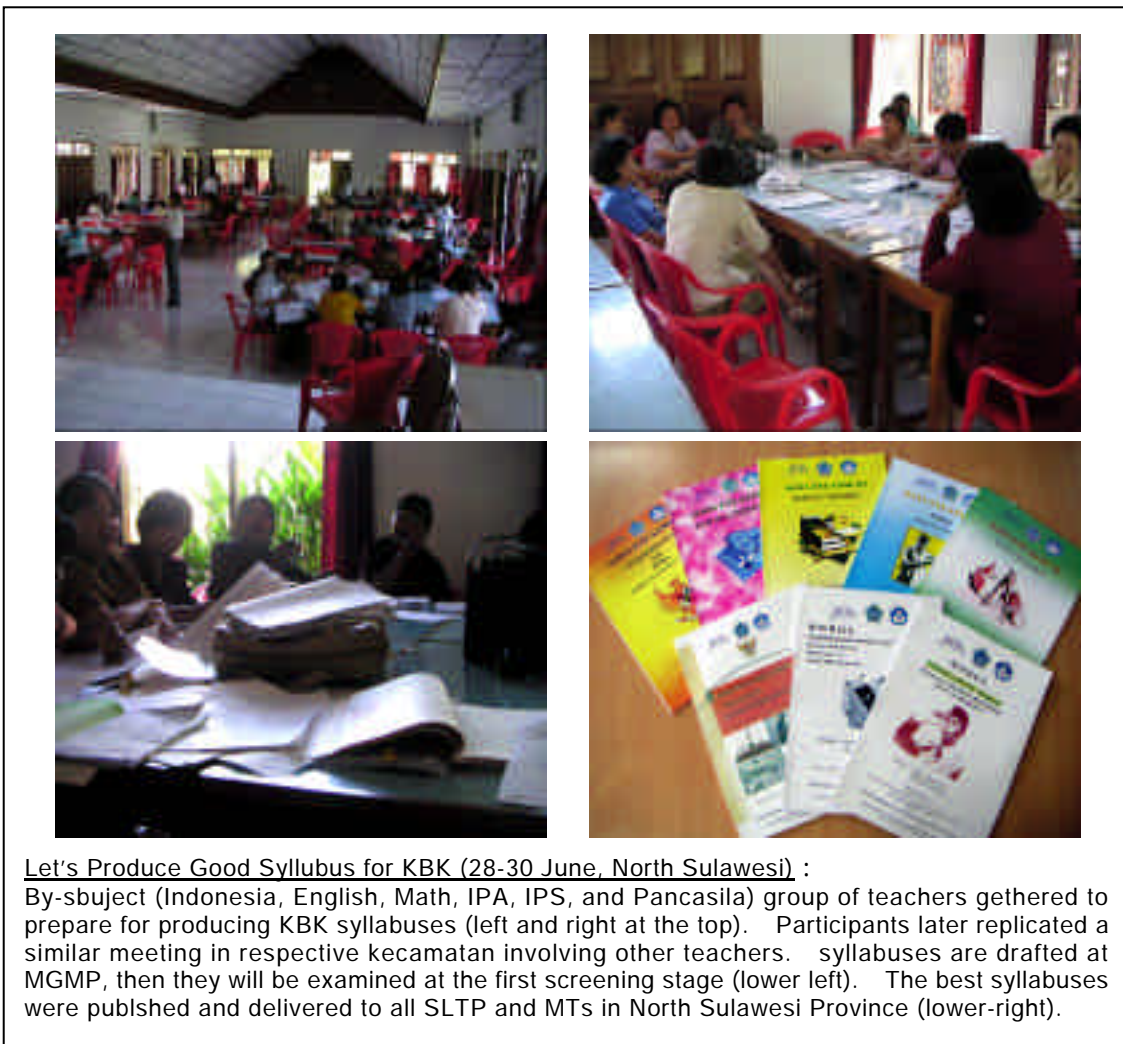 Let's Produce Good Syllubus for KBK (28-30 June, North Sulawesi) :
By-sbuject (Indonesia, English, Math, IPA, IPS, and Pancasila) group of teachers gethered to
prepare for producing KBK syllabuses (left and right at the top). Participants later replicated a
similar meeting in respective kecamatan involving other teachers. syllabuses are drafted at
MGMP, then they will be examined at the first screening stage (lower left). The best syllabuses
were publshed and delivered to all SLTP and MTs in North Sulawesi Province (lower-right).